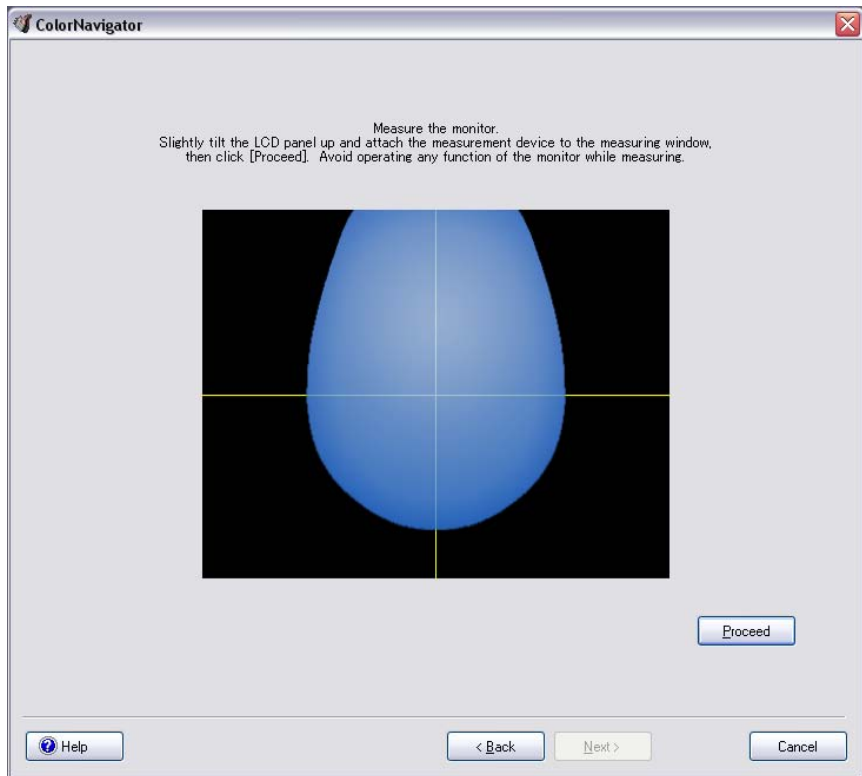 ColorNavigator
Measure the monitor.
Slightly tilt the LCD panel up and attach the measurement device to the measuring window,
then click [Proceed]. Avoid operating any function of the monitor while measuring.
Proceed
Help
< Back
Next >
Cancel